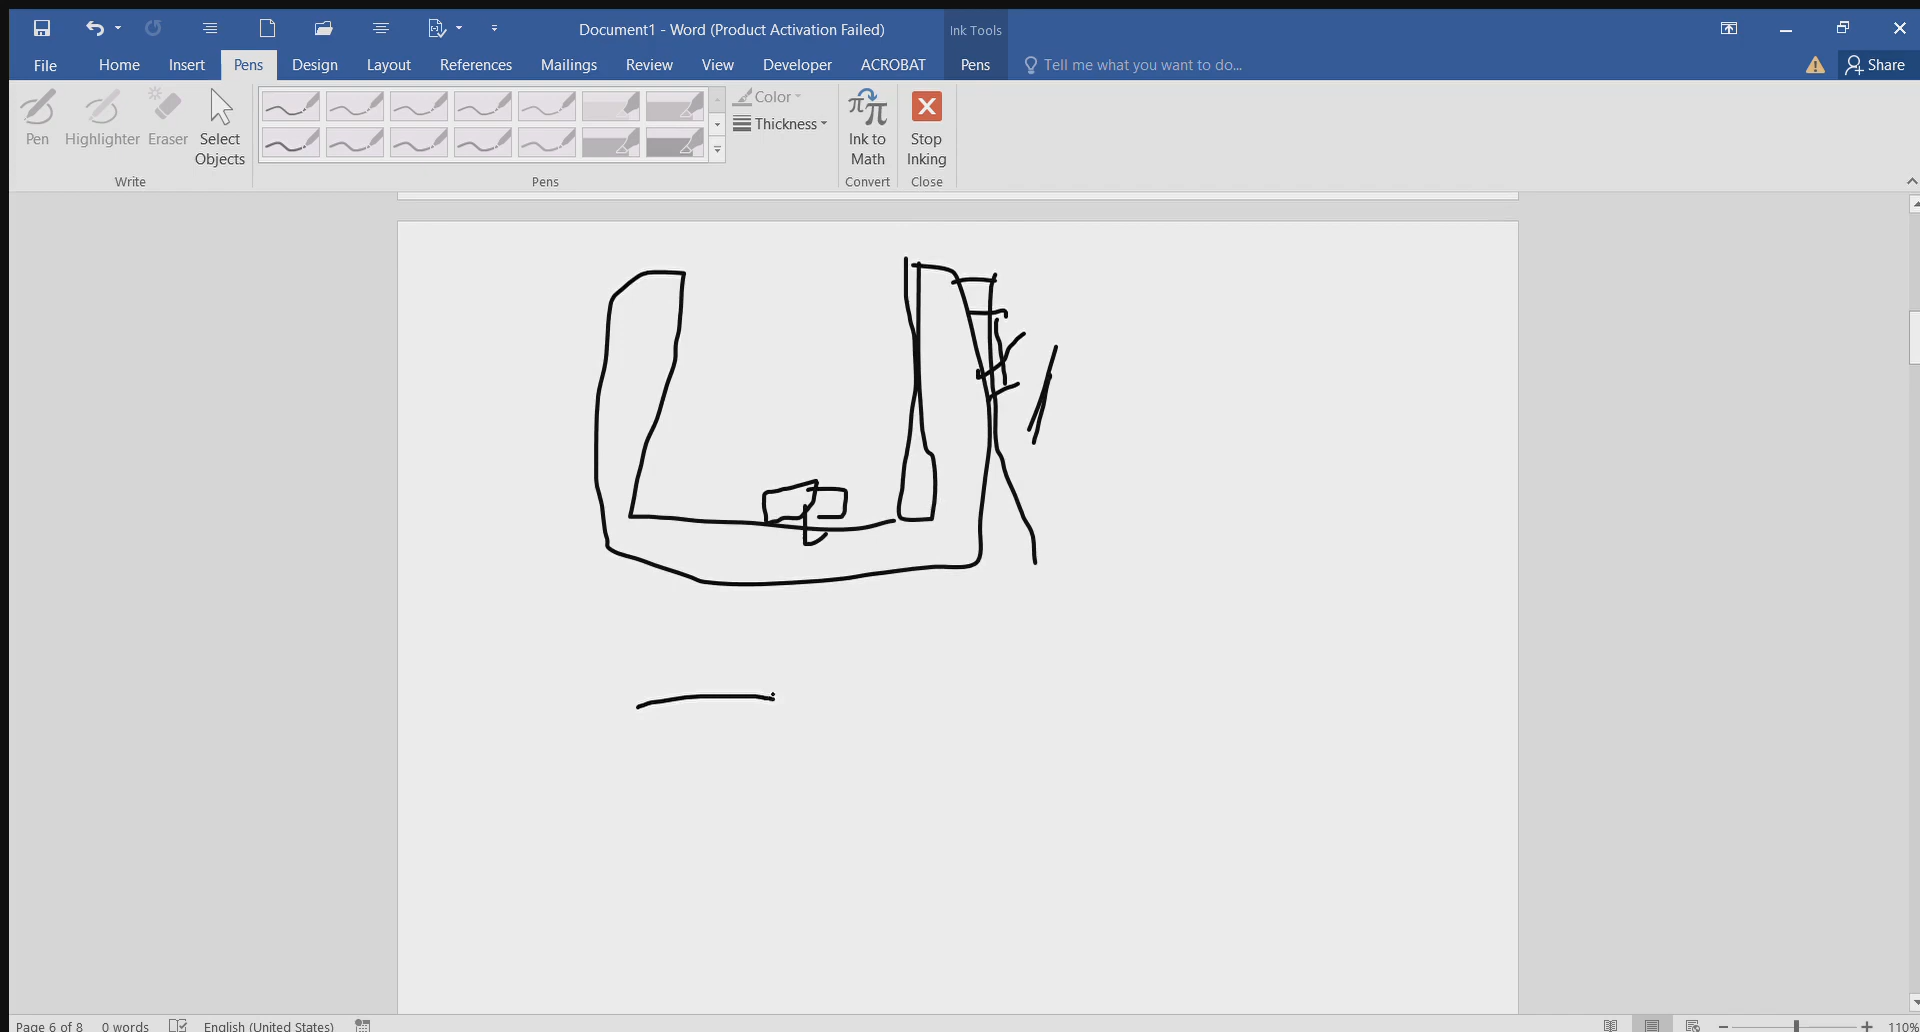 Document1 - Word (Product Activation Failed)
Ink Tools
File Home Insert Pens Design Layout References Mailings Review View Developer ACROBAT Pens Tell me what you want to do... Share
Pen Highlighter Eraser Select Objects
Color
Thickness
ππ
Ink to Math
Stop Inking
Write Pens Convert Close
Page 6 of 8 0 words English (United States) 110%